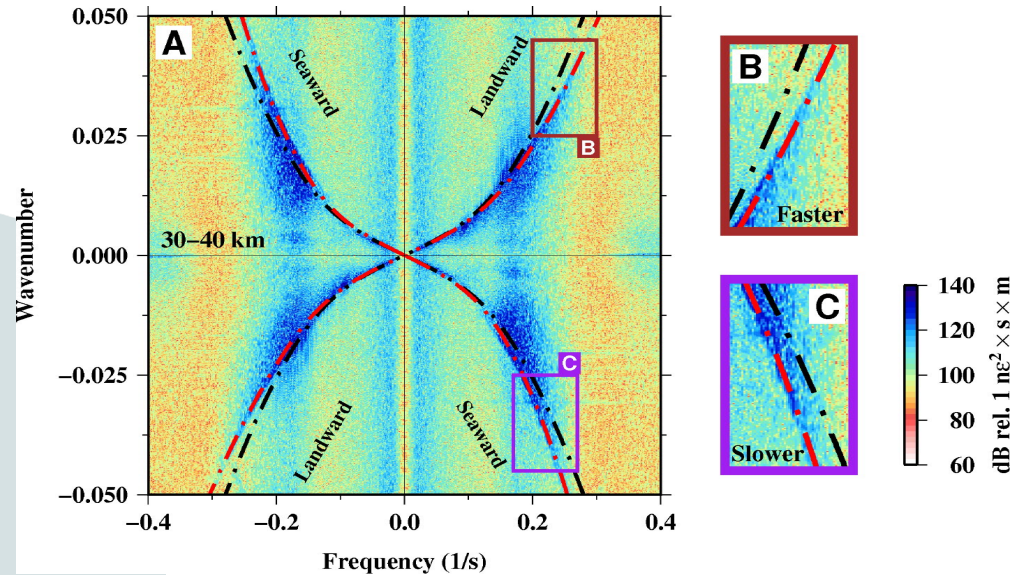 A
Seaward
Landward
B
30–40 km
C
Landward
Seaward
0.050
0.025
0.000
−0.025
−0.050
Wavenumber
−0.4
−0.2
0.0
0.2
0.4
Frequency (1/s)
B
Faster
C
Slower
140
120
100
80
60
dB rel. 1 nε² × s × m